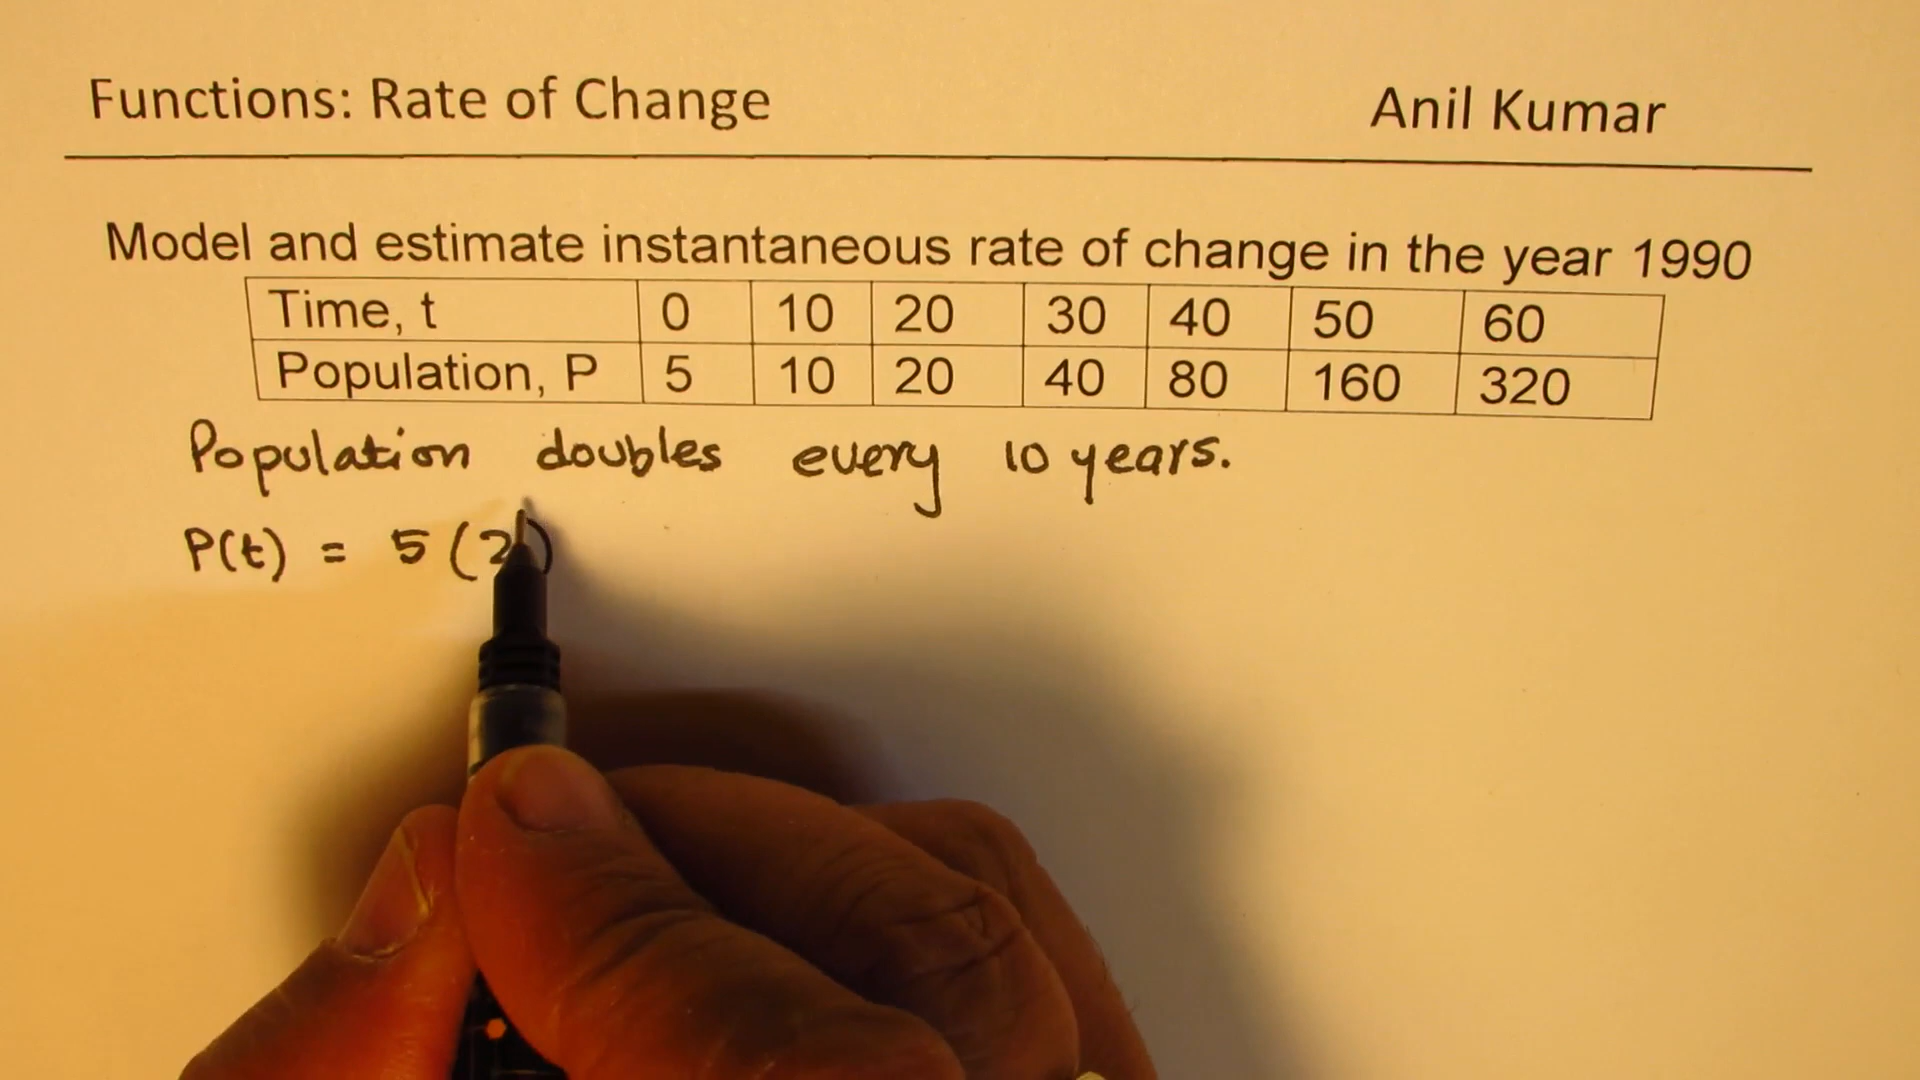 Functions: Rate of Change Anil Kumar
Model and estimate instantaneous rate of change in the year 1990
Time, t 0 10 20 30 40 50 60
Population, P 5 10 20 40 80 160 320
Population doubles every 10 years.
P(t) = 5 (2)